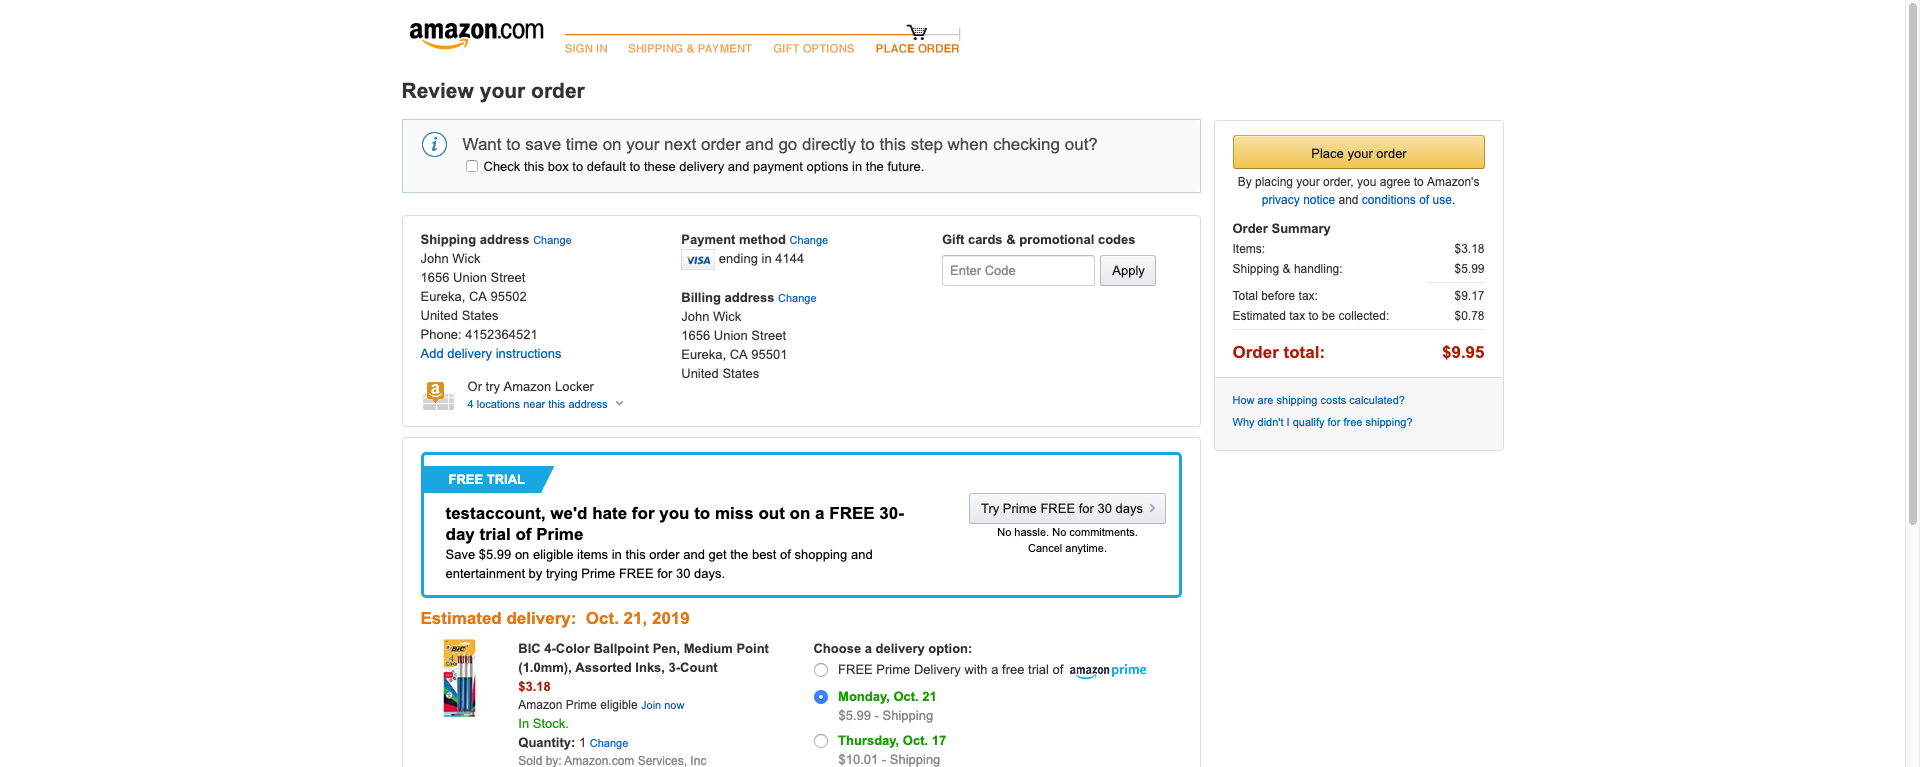 amazon.com
SIGN IN SHIPPING & PAYMENT GIFT OPTIONS PLACE ORDER
Review your order
i
Want to save time on your next order and go directly to this step when checking out?
Check this box to default to these delivery and payment options in the future.
Shipping address Change
John Wick
1656 Union Street
Eureka, CA 95502
United States
Phone: 4152364521
Add delivery instructions
a
Or try Amazon Locker
4 locations near this address
Payment method Change
VISA ending in 4144
Billing address Change
John Wick
1656 Union Street
Eureka, CA 95501
United States
Gift cards & promotional codes
Enter Code Apply
Place your order
By placing your order, you agree to Amazon's
privacy notice and conditions of use.
Order Summary
Items: $3.18
Shipping & handling: $5.99
Total before tax: $9.17
Estimated tax to be collected: $0.78
Order total: $9.95
How are shipping costs calculated?
Why didn't I qualify for free shipping?
FREE TRIAL
testaccount, we'd hate for you to miss out on a FREE 30-
day trial of Prime
Save $5.99 on eligible items in this order and get the best of shopping and
entertainment by trying Prime FREE for 30 days.
Try Prime FREE for 30 days
No hassle. No commitments.
Cancel anytime.
Estimated delivery: Oct. 21, 2019
BIC
BIC 4-Color Ballpoint Pen, Medium Point
(1.0mm), Assorted Inks, 3-Count
$3.18
Amazon Prime eligible Join now
In Stock.
Quantity: 1 Change
Sold by: Amazon.com Services, Inc
Choose a delivery option:
FREE Prime Delivery with a free trial of amazon prime
Monday, Oct. 21
$5.99 - Shipping
Thursday, Oct. 17
$10.01 - Shipping